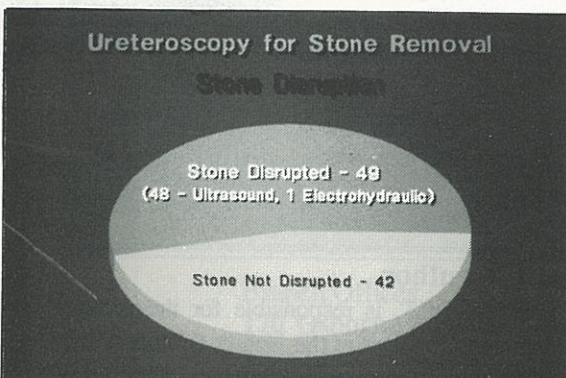 Ureteroscopy for Stone Removal
Stone Disruption
Stone Disrupted - 49
(48 - Ultrasound, 1 Electrohydraulic)
Stone Not Disrupted - 42